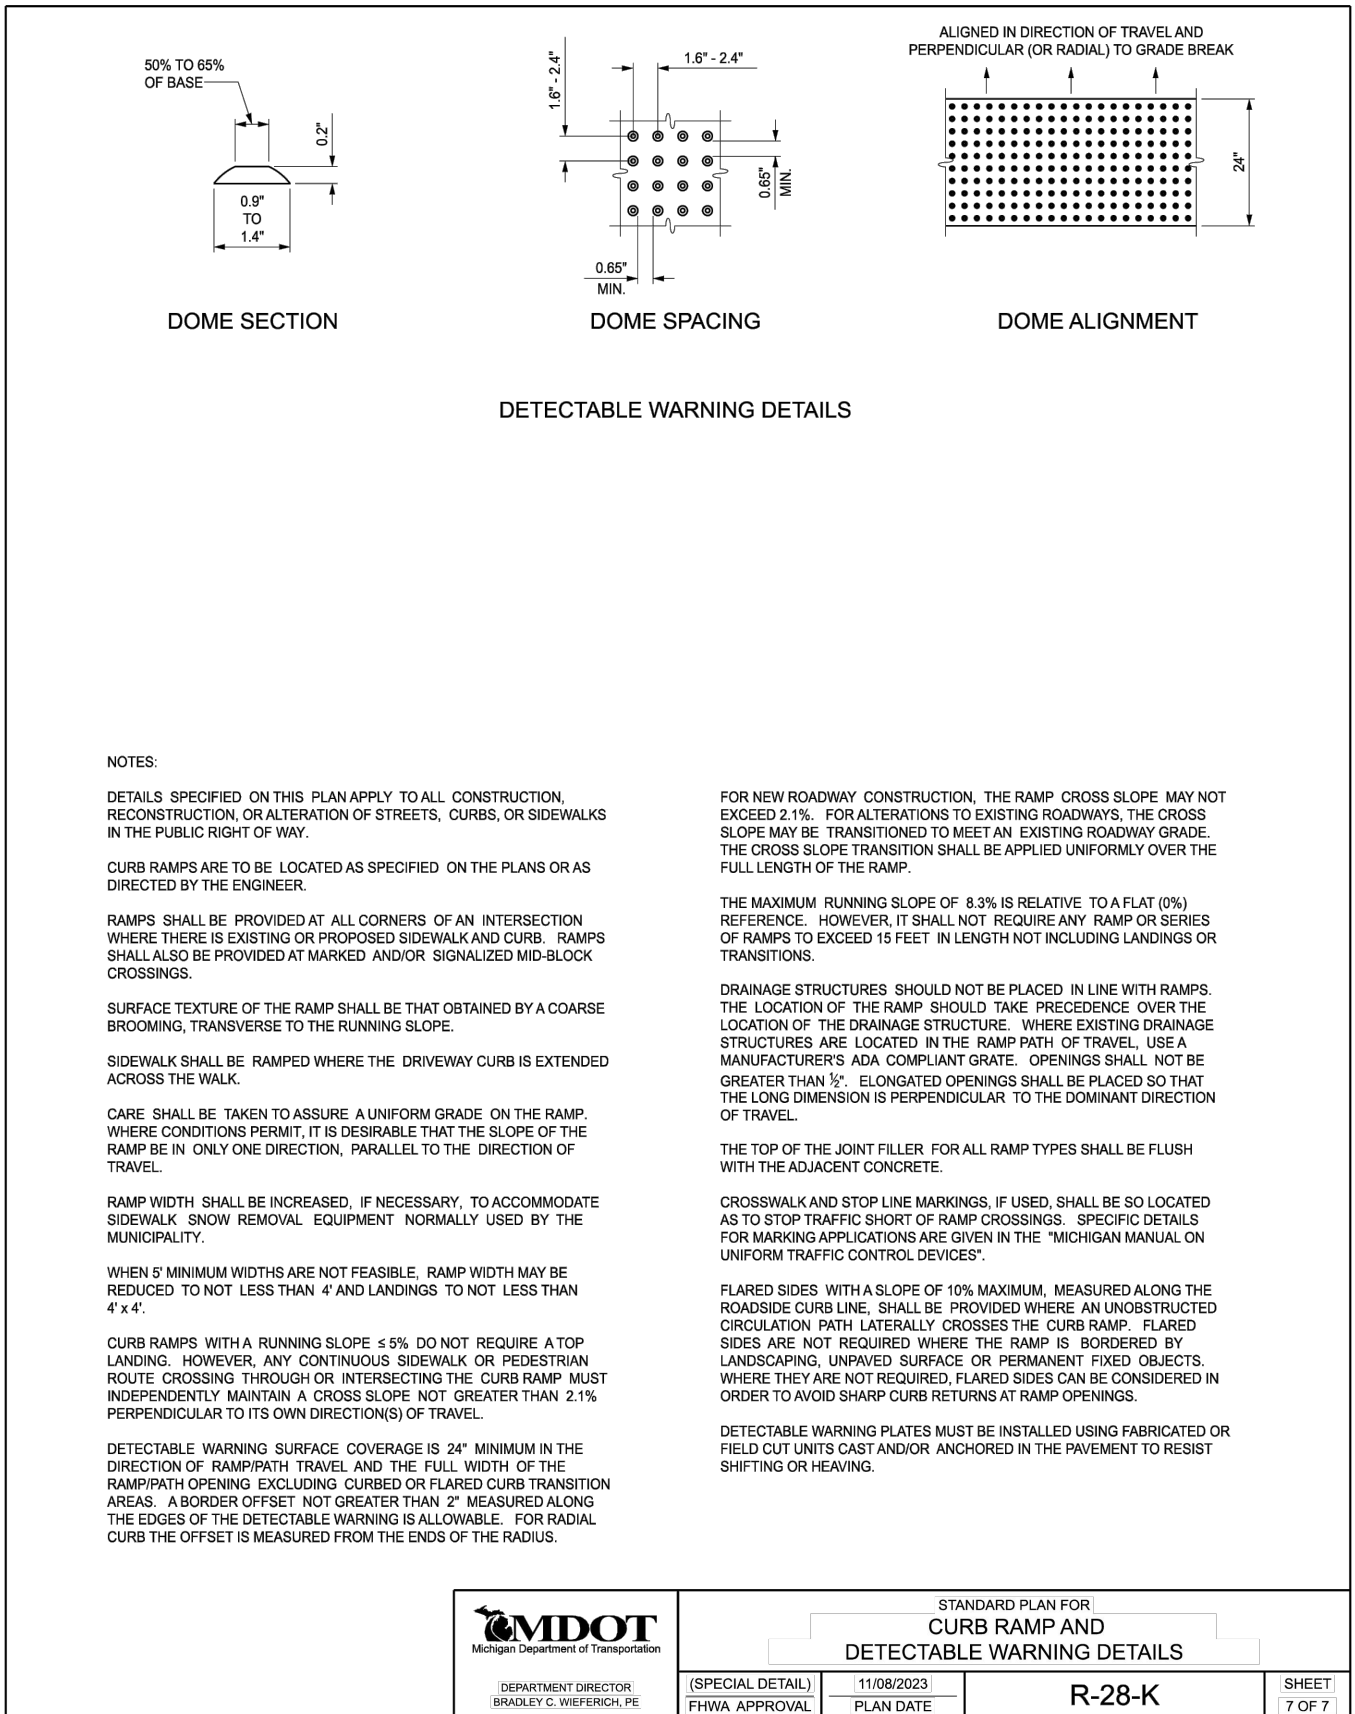 50% TO 65%
OF BASE
0.2"
0.9"
TO
1.4"
DOME SECTION
1.6" - 2.4"
1.6" - 2.4"
0.65"
MIN.
0.65"
MIN.
DOME SPACING
ALIGNED IN DIRECTION OF TRAVEL AND
PERPENDICULAR (OR RADIAL) TO GRADE BREAK
24"
DOME ALIGNMENT
DETECTABLE WARNING DETAILS
NOTES:
DETAILS SPECIFIED ON THIS PLAN APPLY TO ALL CONSTRUCTION,
RECONSTRUCTION, OR ALTERATION OF STREETS, CURBS, OR SIDEWALKS
IN THE PUBLIC RIGHT OF WAY.
CURB RAMPS ARE TO BE LOCATED AS SPECIFIED ON THE PLANS OR AS
DIRECTED BY THE ENGINEER.
RAMPS SHALL BE PROVIDED AT ALL CORNERS OF AN INTERSECTION
WHERE THERE IS EXISTING OR PROPOSED SIDEWALK AND CURB. RAMPS
SHALL ALSO BE PROVIDED AT MARKED AND/OR SIGNALIZED MID-BLOCK
CROSSINGS.
SURFACE TEXTURE OF THE RAMP SHALL BE THAT OBTAINED BY A COARSE
BROOMING, TRANSVERSE TO THE RUNNING SLOPE.
SIDEWALK SHALL BE RAMPED WHERE THE DRIVEWAY CURB IS EXTENDED
ACROSS THE WALK.
CARE SHALL BE TAKEN TO ASSURE A UNIFORM GRADE ON THE RAMP.
WHERE CONDITIONS PERMIT, IT IS DESIRABLE THAT THE SLOPE OF THE
RAMP BE IN ONLY ONE DIRECTION, PARALLEL TO THE DIRECTION OF
TRAVEL.
RAMP WIDTH SHALL BE INCREASED, IF NECESSARY, TO ACCOMMODATE
SIDEWALK SNOW REMOVAL EQUIPMENT NORMALLY USED BY THE
MUNICIPALITY.
WHEN 5' MINIMUM WIDTHS ARE NOT FEASIBLE, RAMP WIDTH MAY BE
REDUCED TO NOT LESS THAN 4' AND LANDINGS TO NOT LESS THAN
4' x 4'.
CURB RAMPS WITH A RUNNING SLOPE ≤ 5% DO NOT REQUIRE A TOP
LANDING. HOWEVER, ANY CONTINUOUS SIDEWALK OR PEDESTRIAN
ROUTE CROSSING THROUGH OR INTERSECTING THE CURB RAMP MUST
INDEPENDENTLY MAINTAIN A CROSS SLOPE NOT GREATER THAN 2.1%
PERPENDICULAR TO ITS OWN DIRECTION(S) OF TRAVEL.
DETECTABLE WARNING SURFACE COVERAGE IS 24" MINIMUM IN THE
DIRECTION OF RAMP/PATH TRAVEL AND THE FULL WIDTH OF THE
RAMP/PATH OPENING EXCLUDING CURBED OR FLARED CURB TRANSITION
AREAS. A BORDER OFFSET NOT GREATER THAN 2" MEASURED ALONG
THE EDGES OF THE DETECTABLE WARNING IS ALLOWABLE. FOR RADIAL
CURB THE OFFSET IS MEASURED FROM THE ENDS OF THE RADIUS.
FOR NEW ROADWAY CONSTRUCTION, THE RAMP CROSS SLOPE MAY NOT
EXCEED 2.1%. FOR ALTERATIONS TO EXISTING ROADWAYS, THE CROSS
SLOPE MAY BE TRANSITIONED TO MEET AN EXISTING ROADWAY GRADE.
THE CROSS SLOPE TRANSITION SHALL BE APPLIED UNIFORMLY OVER THE
FULL LENGTH OF THE RAMP.
THE MAXIMUM RUNNING SLOPE OF 8.3% IS RELATIVE TO A FLAT (0%)
REFERENCE. HOWEVER, IT SHALL NOT REQUIRE ANY RAMP OR SERIES
OF RAMPS TO EXCEED 15 FEET IN LENGTH NOT INCLUDING LANDINGS OR
TRANSITIONS.
DRAINAGE STRUCTURES SHOULD NOT BE PLACED IN LINE WITH RAMPS.
THE LOCATION OF THE RAMP SHOULD TAKE PRECEDENCE OVER THE
LOCATION OF THE DRAINAGE STRUCTURE. WHERE EXISTING DRAINAGE
STRUCTURES ARE LOCATED IN THE RAMP PATH OF TRAVEL, USE A
MANUFACTURER'S ADA COMPLIANT GRATE. OPENINGS SHALL NOT BE
GREATER THAN ½". ELONGATED OPENINGS SHALL BE PLACED SO THAT
THE LONG DIMENSION IS PERPENDICULAR TO THE DOMINANT DIRECTION
OF TRAVEL.
THE TOP OF THE JOINT FILLER FOR ALL RAMP TYPES SHALL BE FLUSH
WITH THE ADJACENT CONCRETE.
CROSSWALK AND STOP LINE MARKINGS, IF USED, SHALL BE SO LOCATED
AS TO STOP TRAFFIC SHORT OF RAMP CROSSINGS. SPECIFIC DETAILS
FOR MARKING APPLICATIONS ARE GIVEN IN THE "MICHIGAN MANUAL ON
UNIFORM TRAFFIC CONTROL DEVICES".
FLARED SIDES WITH A SLOPE OF 10% MAXIMUM, MEASURED ALONG THE
ROADSIDE CURB LINE, SHALL BE PROVIDED WHERE AN UNOBSTRUCTED
CIRCULATION PATH LATERALLY CROSSES THE CURB RAMP. FLARED
SIDES ARE NOT REQUIRED WHERE THE RAMP IS BORDERED BY
LANDSCAPING, UNPAVED SURFACE OR PERMANENT FIXED OBJECTS.
WHERE THEY ARE NOT REQUIRED, FLARED SIDES CAN BE CONSIDERED IN
ORDER TO AVOID SHARP CURB RETURNS AT RAMP OPENINGS.
DETECTABLE WARNING PLATES MUST BE INSTALLED USING FABRICATED OR
FIELD CUT UNITS CAST AND/OR ANCHORED IN THE PAVEMENT TO RESIST
SHIFTING OR HEAVING.
MDOT
Michigan Department of Transportation
DEPARTMENT DIRECTOR
BRADLEY C. WIEFERICH, PE
STANDARD PLAN FOR
CURB RAMP AND
DETECTABLE WARNING DETAILS
(SPECIAL DETAIL)
FHWA APPROVAL
11/08/2023
PLAN DATE
R-28-K
SHEET
7 OF 7